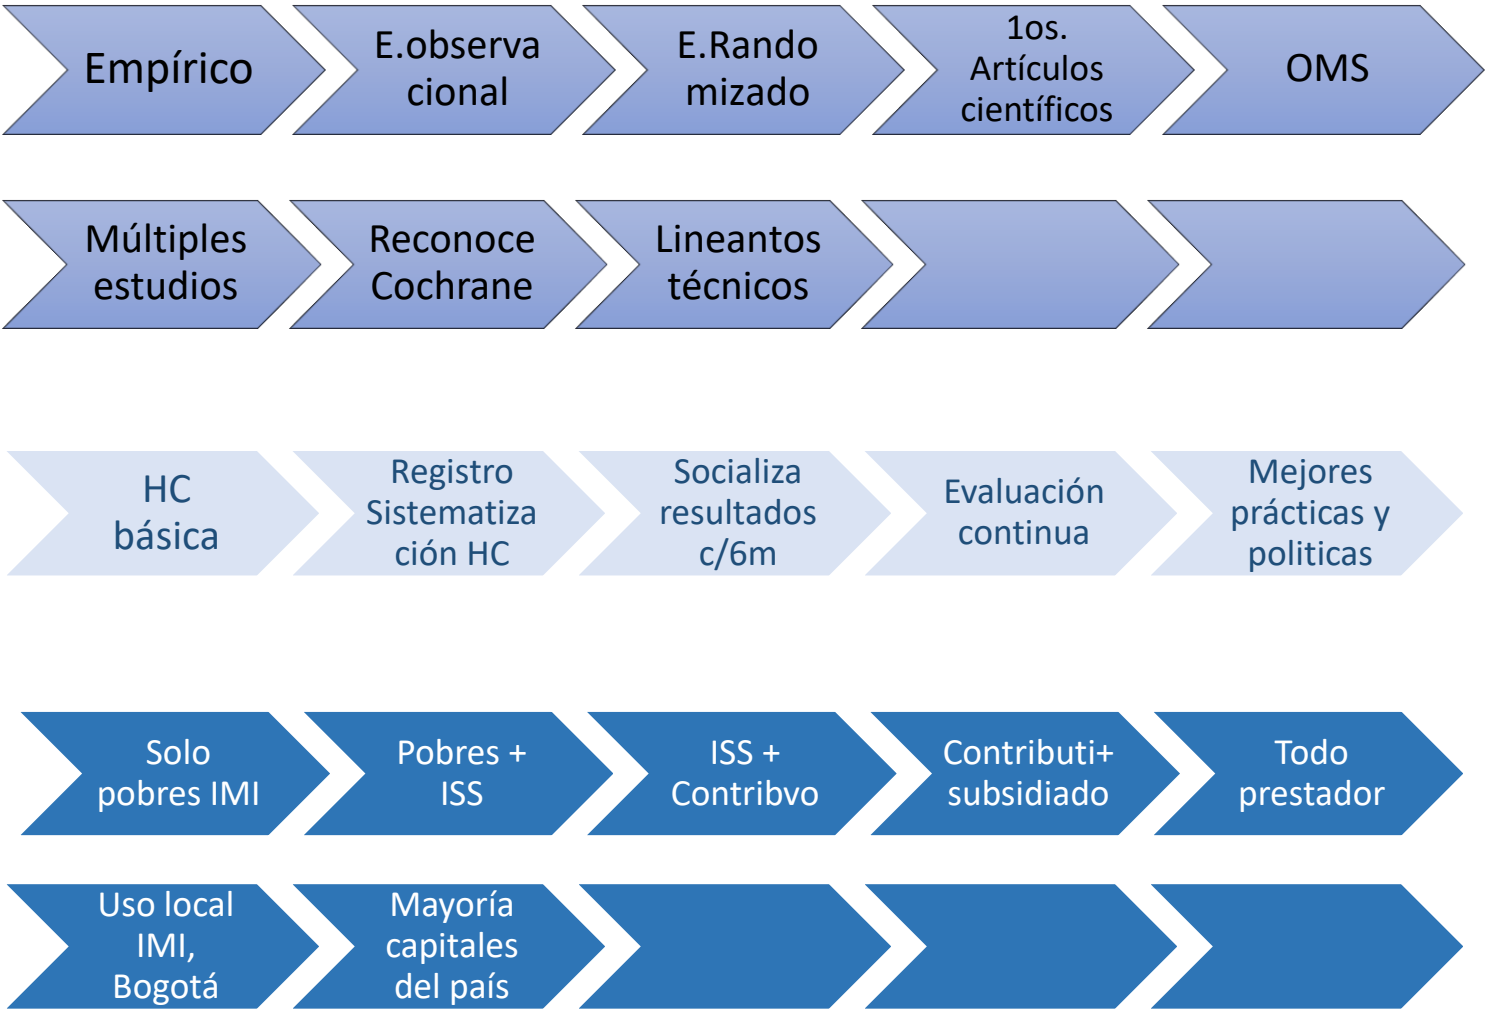 Empírico
E.observa
cional
E.Rando
mizado
1os.
Artículos
científicos
OMS
Múltiples
estudios
Reconoce
Cochrane
Lineantos
técnicos
HC
básica
Registro
Sistematiza
ción HC
Socializa
resultados
c/6m
Evaluación
continua
Mejores
prácticas y
politicas
Solo
pobres IMI
Pobres +
ISS
ISS +
Contribvo
Contributi+
subsidiado
Todo
prestador
Uso local
IMI,
Bogotá
Mayoría
capitales
del país